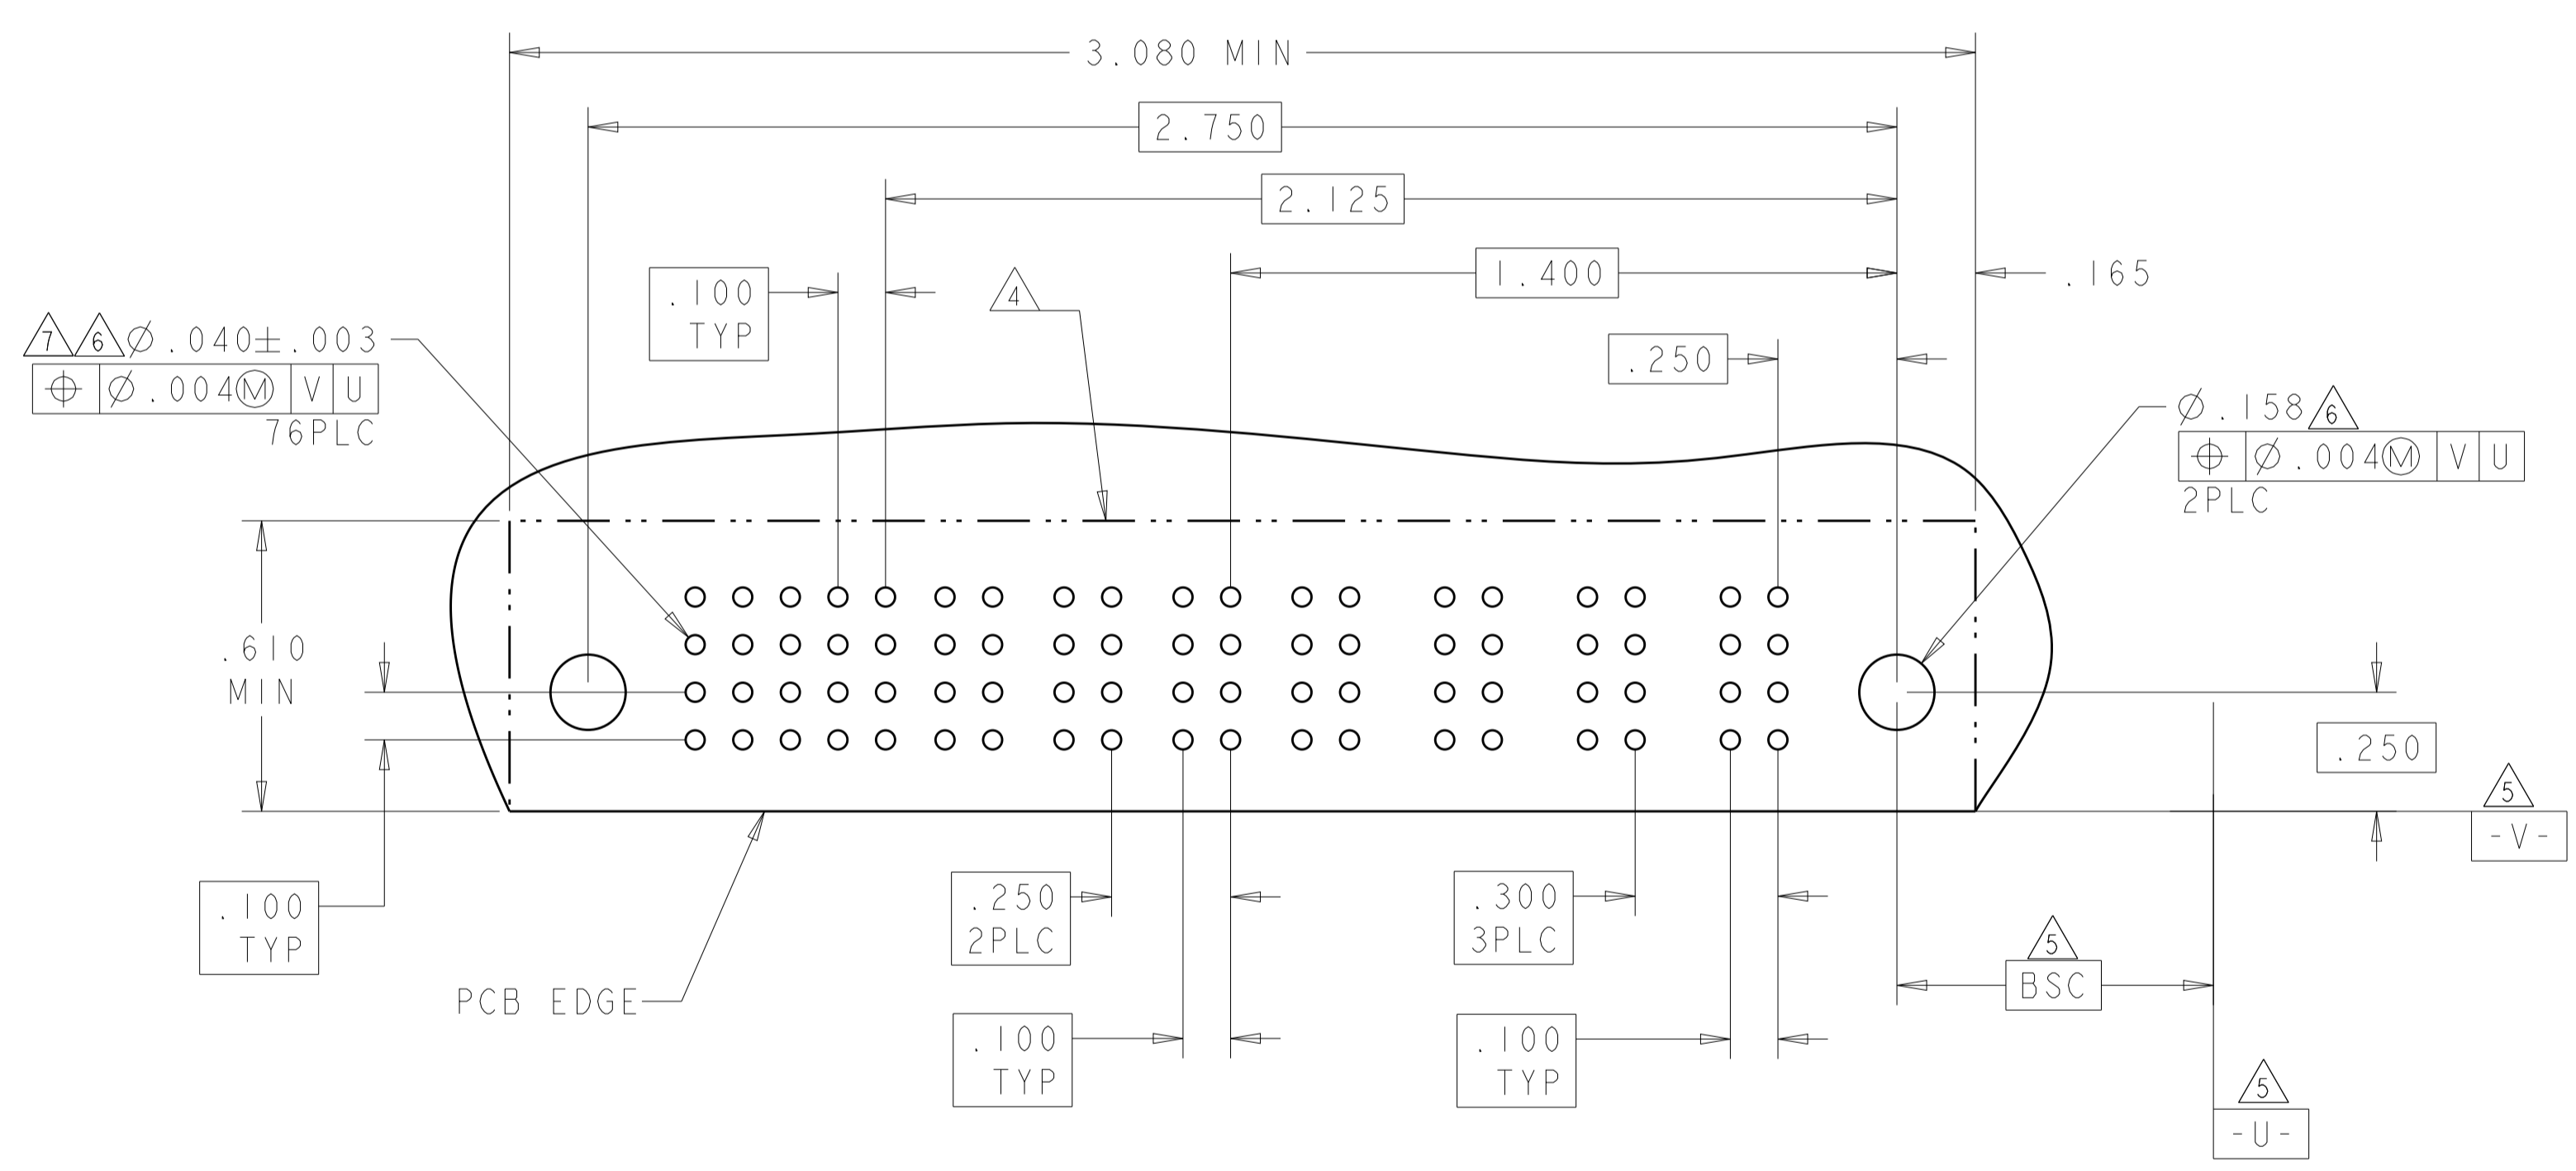 3.080 MIN
2.750
2.125
1.400
.165
.100
TYP
4
.250
7 6 Ø.040±.003
⌖ Ø.004Ⓜ V U
76PLC
Ø.158 6
⌖ Ø.004Ⓜ V U
2PLC
.610
MIN
.250
5
-V-
.100
TYP
.250
2PLC
.300
3PLC
5
BSC
PCB EDGE
.100
TYP
.100
TYP
5
-U-